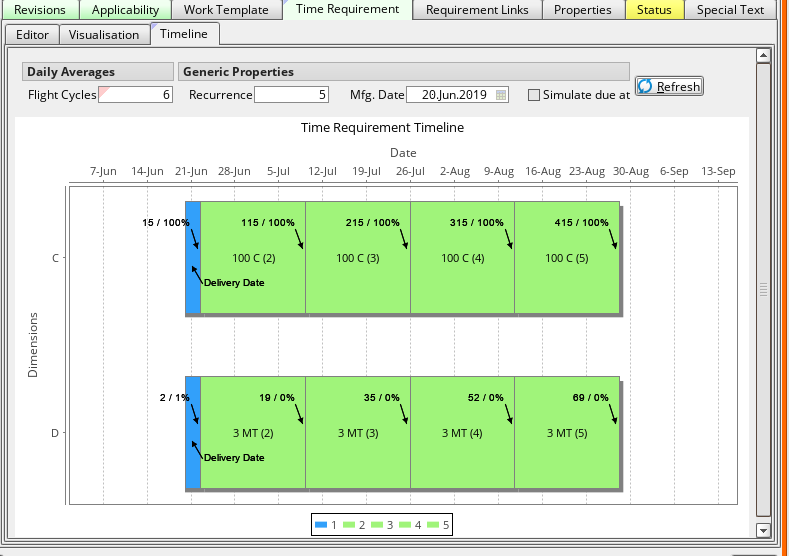 Revisions Applicability Work Template Time Requirement Requirement Links Properties Status Special Text
Editor Visualisation Timeline
Daily Averages Generic Properties
Flight Cycles 6 Recurrence 5 Mfg. Date 20.Jun.2019 Simulate due at Refresh
Time Requirement Timeline
Date
7-Jun 14-Jun 21-Jun 28-Jun 5-Jul 12-Jul 19-Jul 26-Jul 2-Aug 9-Aug 16-Aug 23-Aug 30-Aug 6-Sep 13-Sep
15 / 100% 115 / 100% 215 / 100% 315 / 100% 415 / 100%
C 100 C (2) 100 C (3) 100 C (4) 100 C (5)
Delivery Date
Dimensions
2 / 1% 19 / 0% 35 / 0% 52 / 0% 69 / 0%
D 3 MT (2) 3 MT (3) 3 MT (4) 3 MT (5)
Delivery Date
1 2 3 4 5